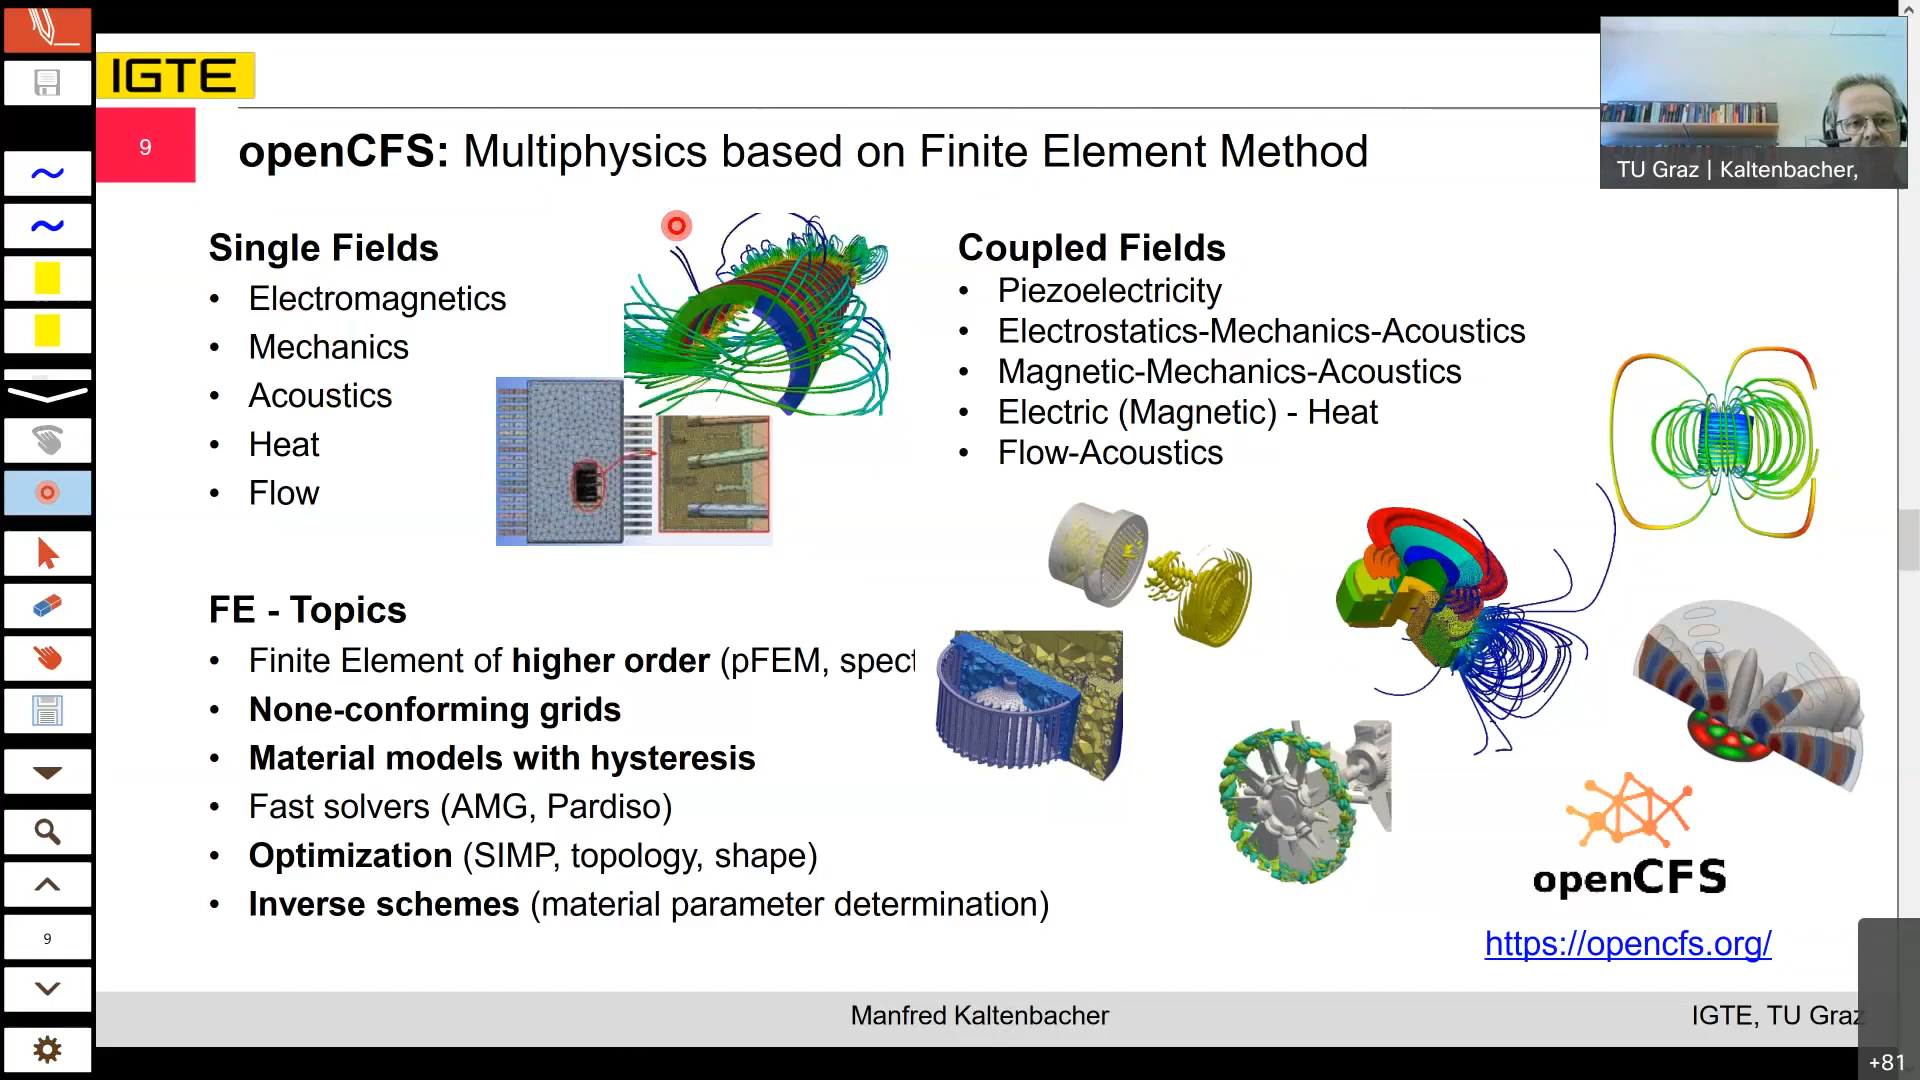 IGTE
9
openCFS: Multiphysics based on Finite Element Method
TU Graz | Kaltenbacher,
Single Fields
• Electromagnetics
• Mechanics
• Acoustics
• Heat
• Flow
Coupled Fields
• Piezoelectricity
• Electrostatics-Mechanics-Acoustics
• Magnetic-Mechanics-Acoustics
• Electric (Magnetic) - Heat
• Flow-Acoustics
FE - Topics
• Finite Element of higher order (pFEM, spect
• None-conforming grids
• Material models with hysteresis
• Fast solvers (AMG, Pardiso)
• Optimization (SIMP, topology, shape)
• Inverse schemes (material parameter determination)
openCFS
https://opencfs.org/
9
Manfred Kaltenbacher
IGTE, TU Graz
+81